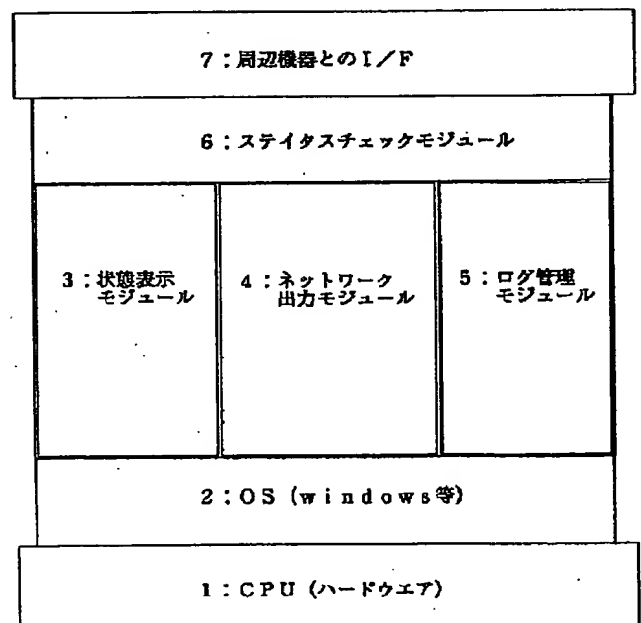 7：周辺機器とのI／F
6：ステイタスチェックモジュール
3：状態表示
モジュール
4：ネットワーク
出力モジュール
5：ログ管理
モジュール
2：OS（windows等）
1：CPU（ハードウエア）